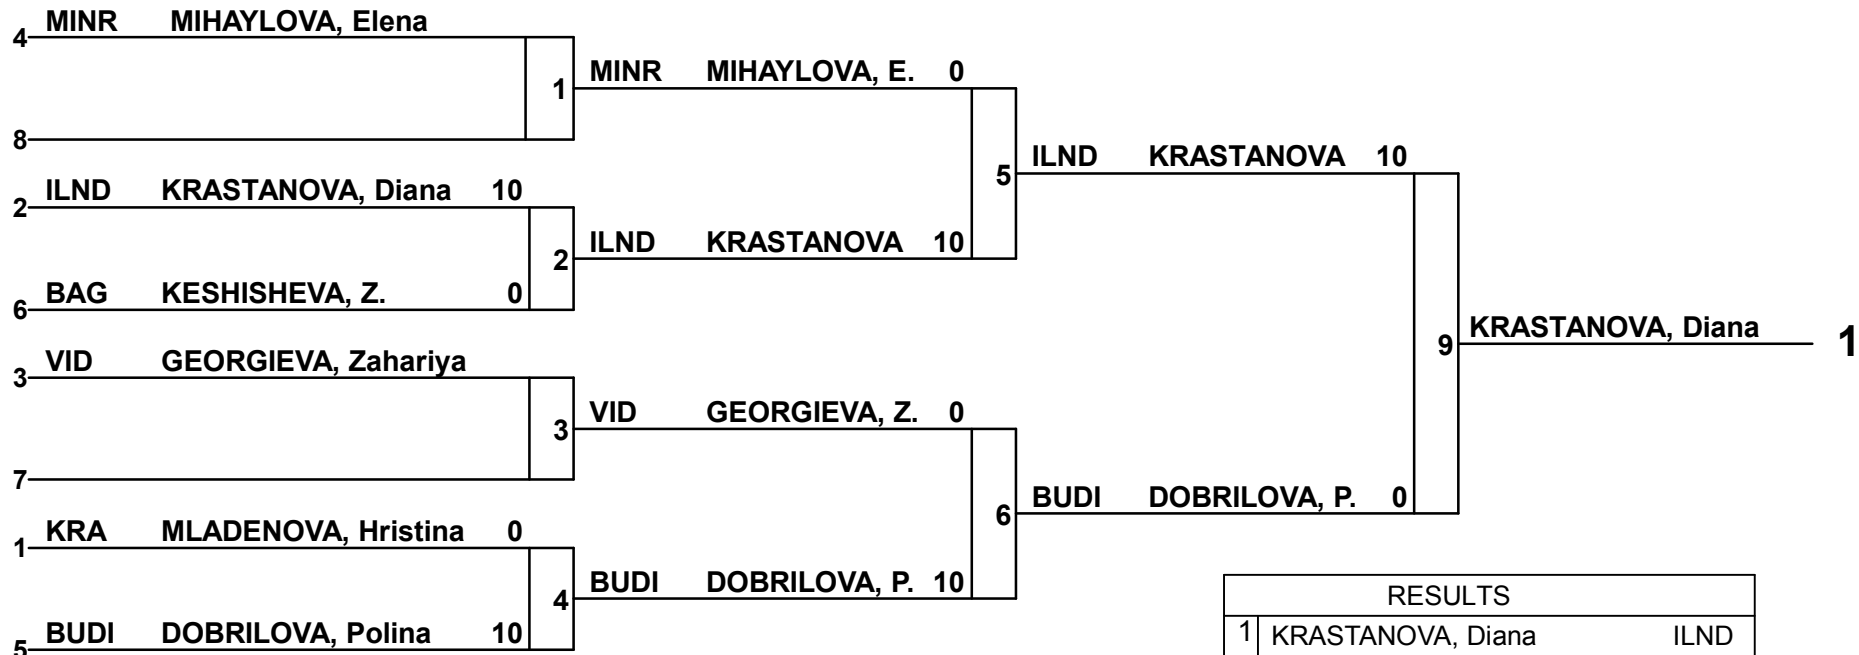 4 MINR MIHAYLOVA, Elena
1 MINR MIHAYLOVA, E. 0
8
5 ILND KRASTANOVA 10
2 ILND KRASTANOVA, Diana 10
2 ILND KRASTANOVA 10
6 BAG KESHISHEVA, Z. 0
9 KRASTANOVA, Diana 1
3 VID GEORGIEVA, Zahariya
3 VID GEORGIEVA, Z. 0
7
6 BUDI DOBRILOVA, P. 0
1 KRA MLADENOVA, Hristina 0
4 BUDI DOBRILOVA, P. 10
5 BUDI DOBRILOVA, Polina 10
RESULTS
1 KRASTANOVA, Diana ILND